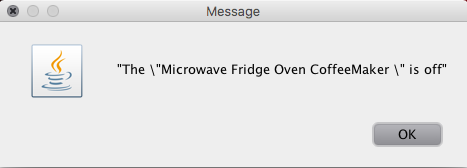 Message
"The \"Microwave Fridge Oven CoffeeMaker \" is off"
OK